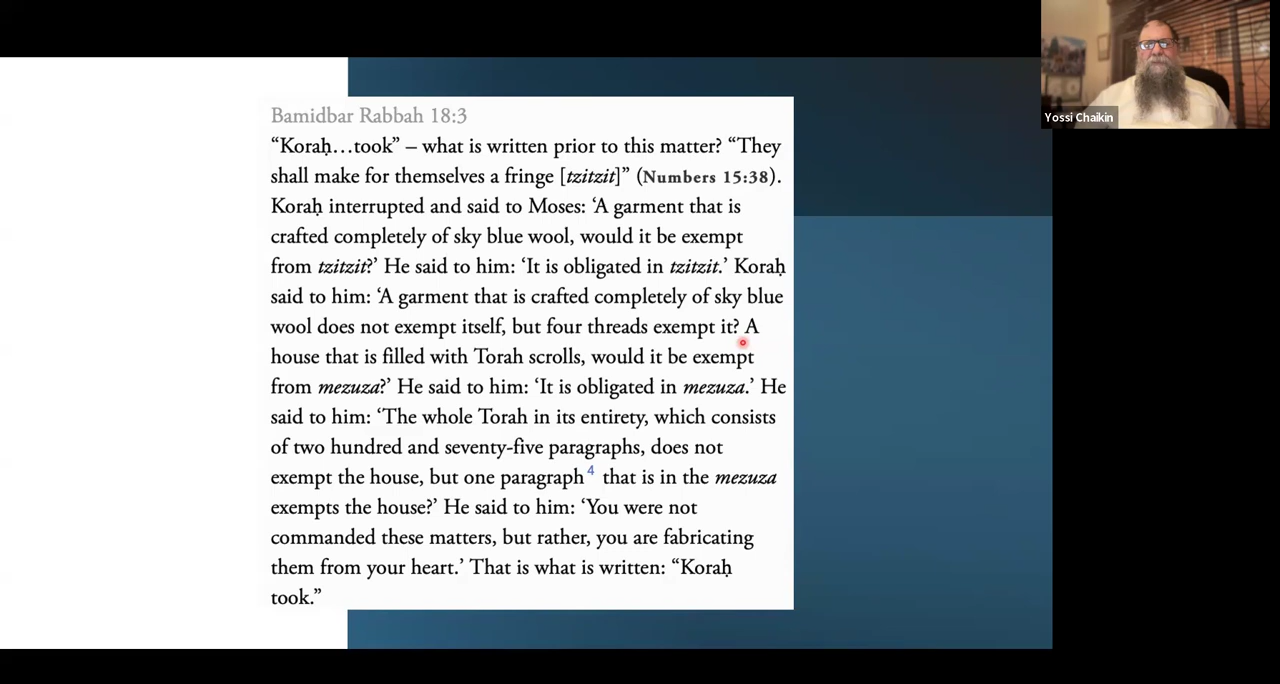 Bamidbar Rabbah 18:3
“Koraḥ…took” – what is written prior to this matter? “They
shall make for themselves a fringe [tzitzit]” (Numbers 15:38).
Koraḥ interrupted and said to Moses: ‘A garment that is
crafted completely of sky blue wool, would it be exempt
from tzitzit?’ He said to him: ‘It is obligated in tzitzit.’ Koraḥ
said to him: ‘A garment that is crafted completely of sky blue
wool does not exempt itself, but four threads exempt it? A
house that is filled with Torah scrolls, would it be exempt
from mezuza?’ He said to him: ‘It is obligated in mezuza.’ He
said to him: ‘The whole Torah in its entirety, which consists
of two hundred and seventy-five paragraphs, does not
exempt the house, but one paragraph4 that is in the mezuza
exempts the house?’ He said to him: ‘You were not
commanded these matters, but rather, you are fabricating
them from your heart.’ That is what is written: “Koraḥ
took.”
Yossi Chaikin